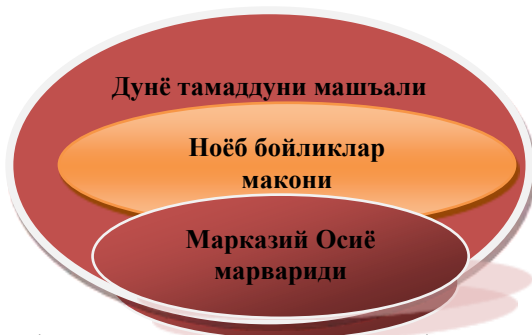 Дунё тамаддуни машъали
Ноёб бойликлар
макони
Марказий Осиё
марвариди